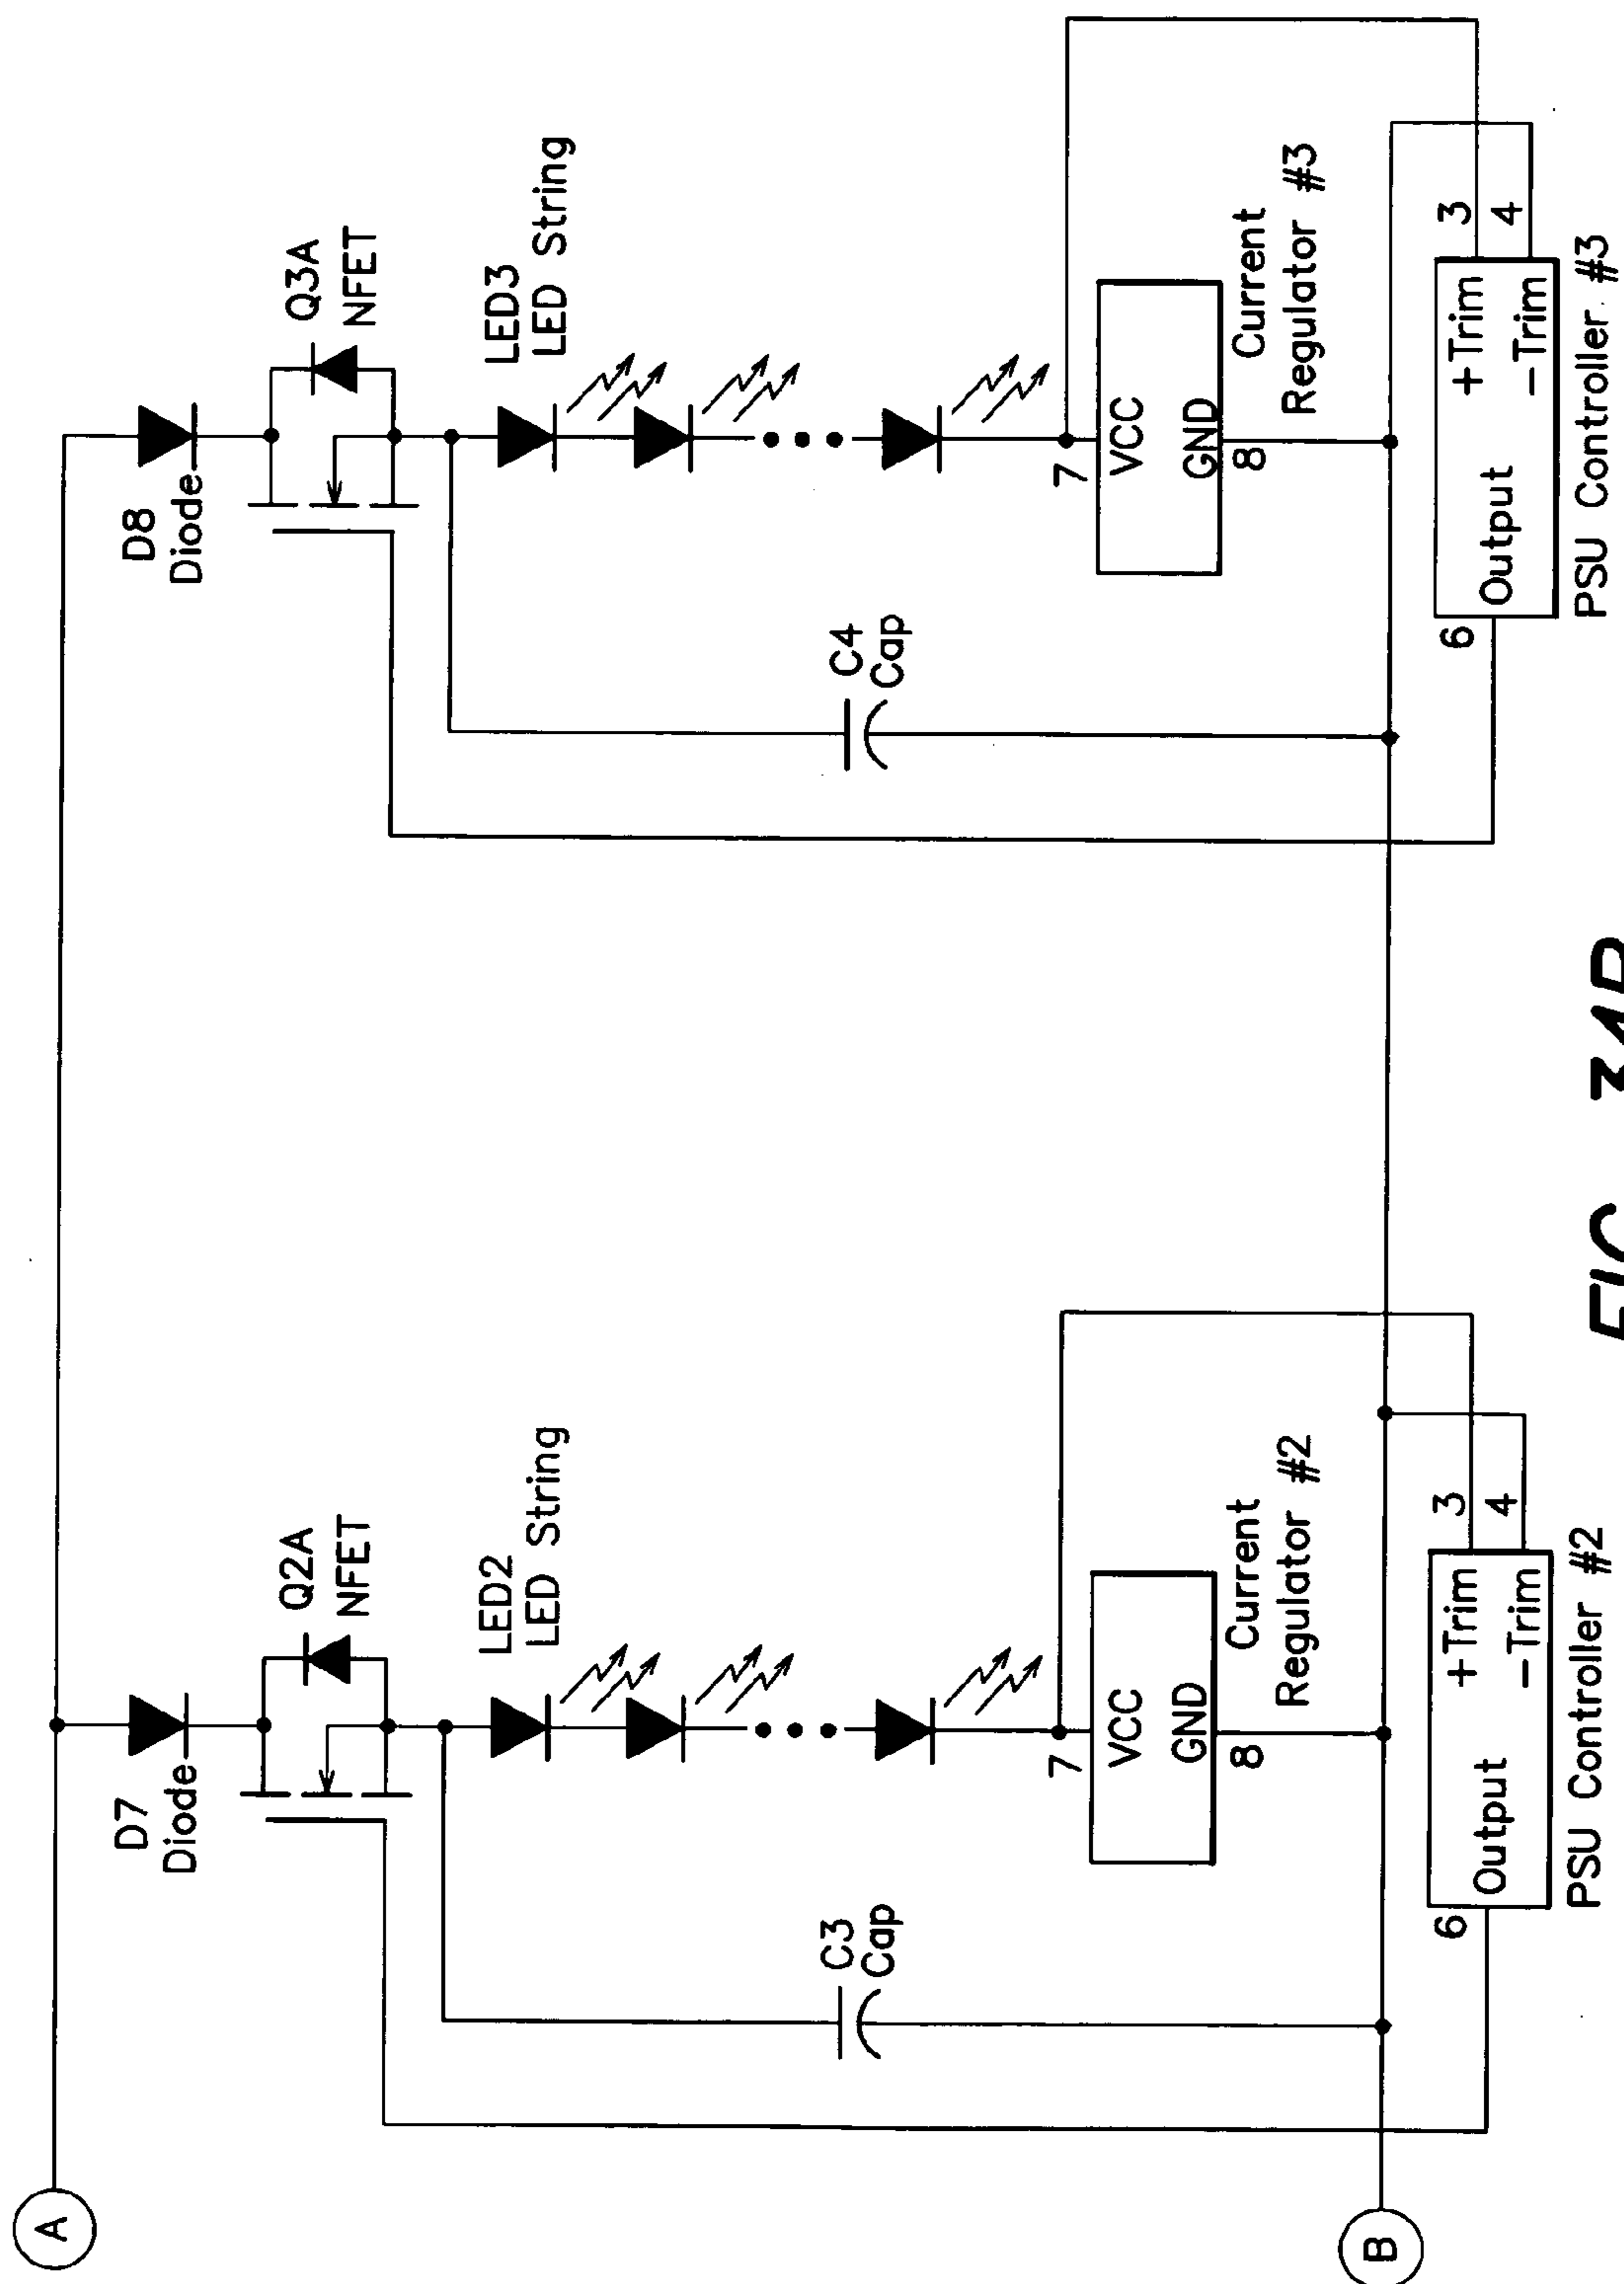 A
D7
Diode
Q2A
NFET
LED2
LED String
C3
Cap
7
VCC
GND
8
Current
Regulator #2
B
6
Output
+Trim
−Trim
3
4
PSU Controller #2
D8
Diode
Q3A
NFET
LED3
LED String
C4
Cap
7
VCC
GND
8
Current
Regulator #3
6
Output
+Trim
−Trim
3
4
PSU Controller #3
FIG